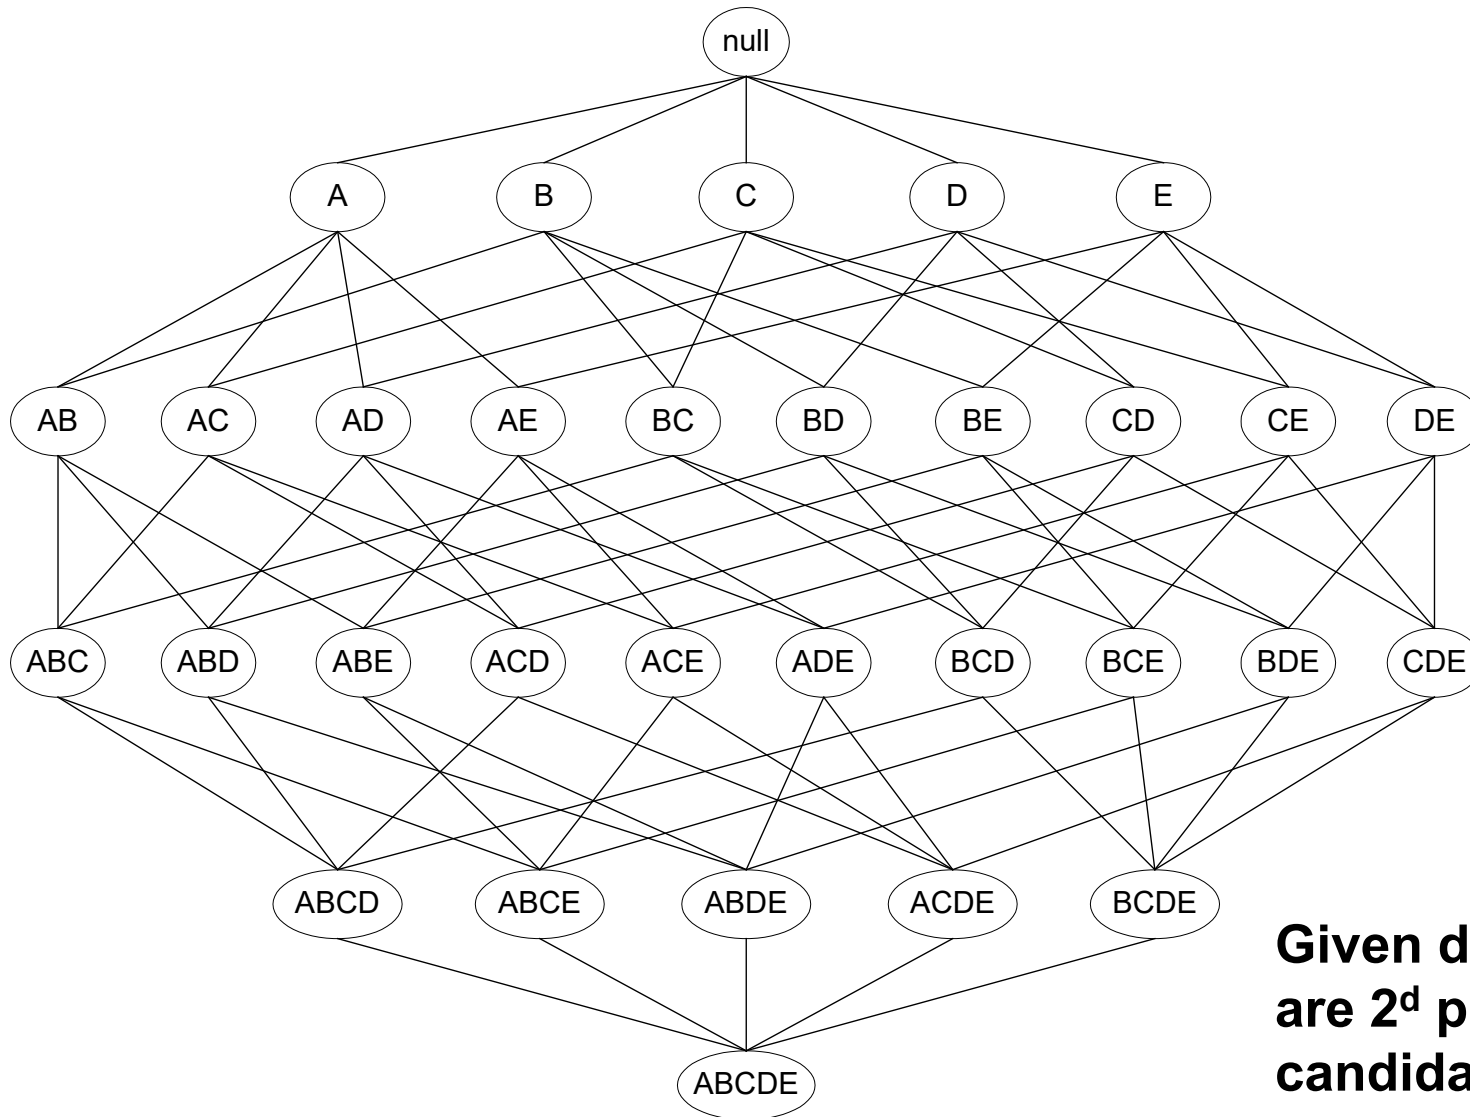 null
A B C D E
AB AC AD AE BC BD BE CD CE DE
ABC ABD ABE ACD ACE ADE BCD BCE BDE CDE
ABCD ABCE ABDE ACDE BCDE
ABCDE
Given d
are 2ᵈ p
candida